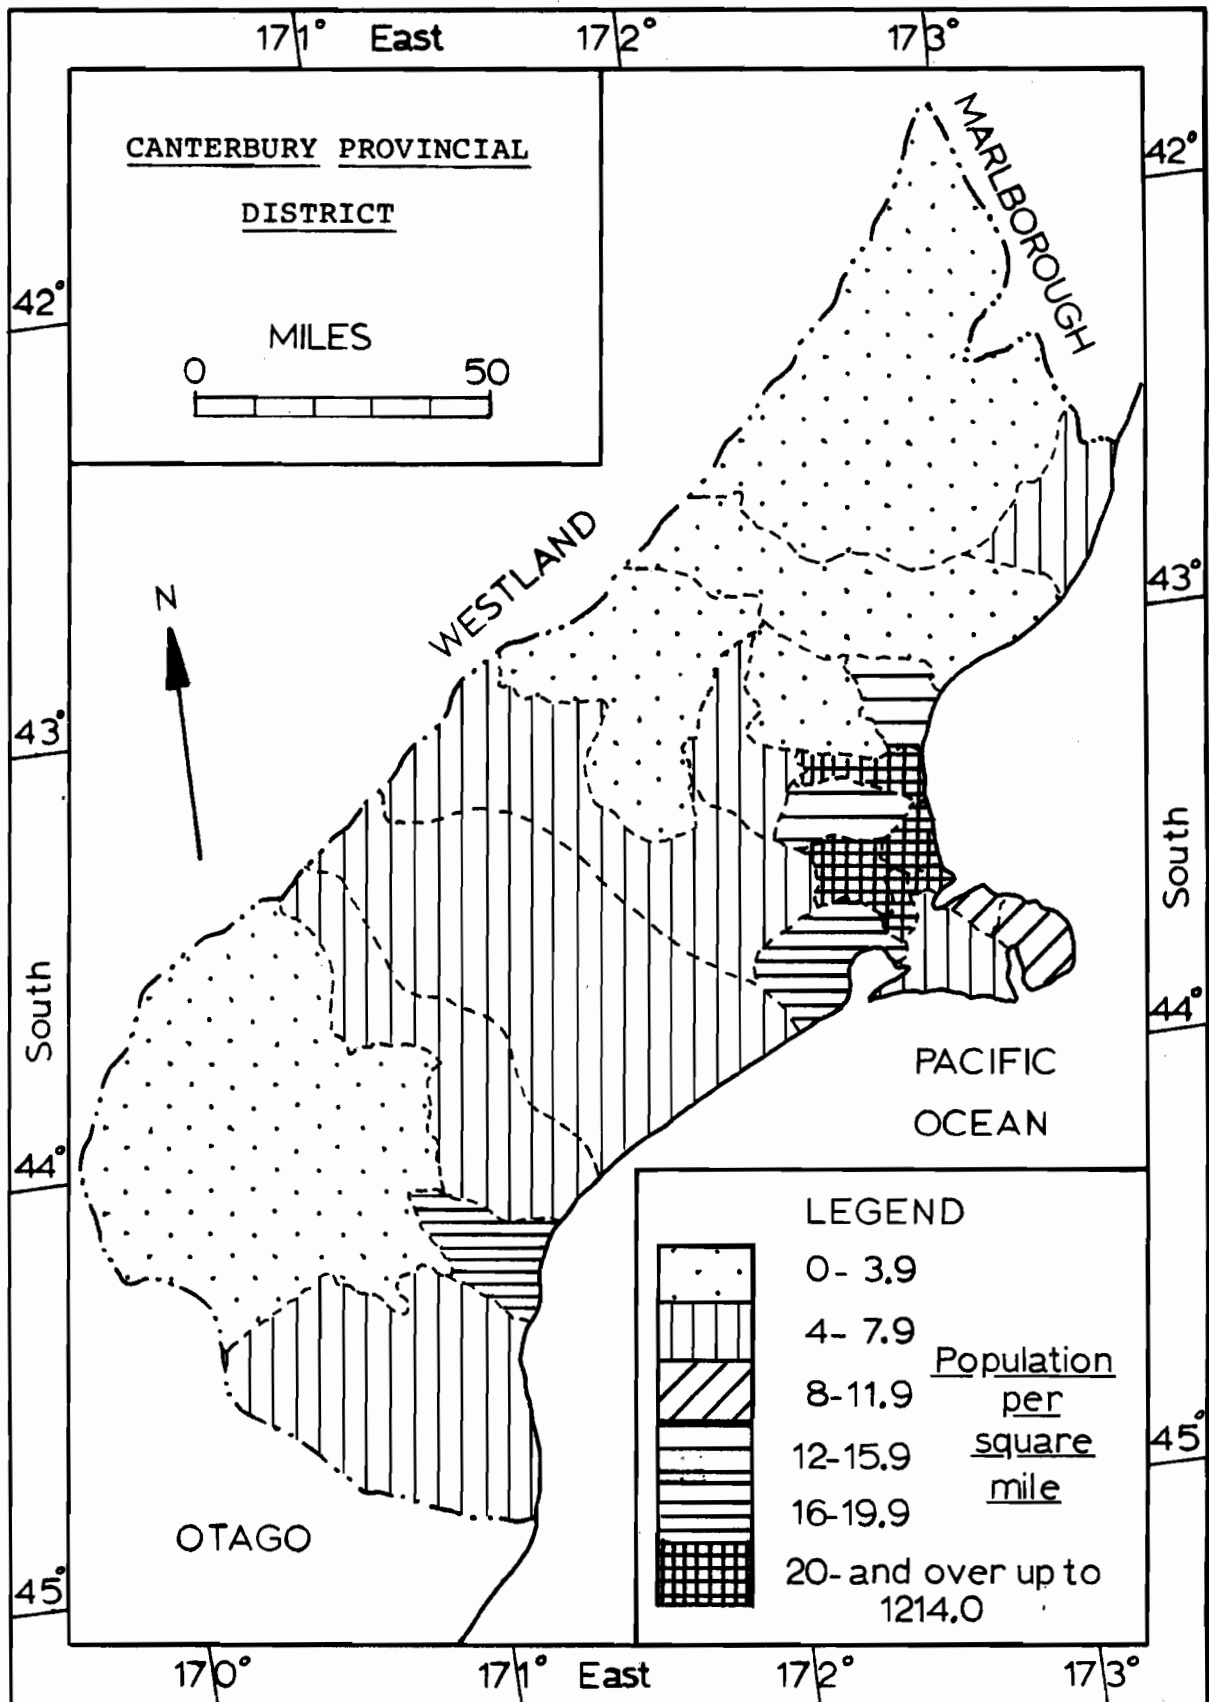 171° East 172° 173°
CANTERBURY PROVINCIAL
DISTRICT
MILES
0 50
MARLBOROUGH
42°
42°
WESTLAND
N
43°
43°
South
South
44°
44°
PACIFIC
OCEAN
LEGEND
0- 3.9
4- 7.9
8-11.9
12-15.9
16-19.9
20- and over up to
1214.0
Population
per
square
mile
45°
45°
OTAGO
170° 171° East 172° 173°